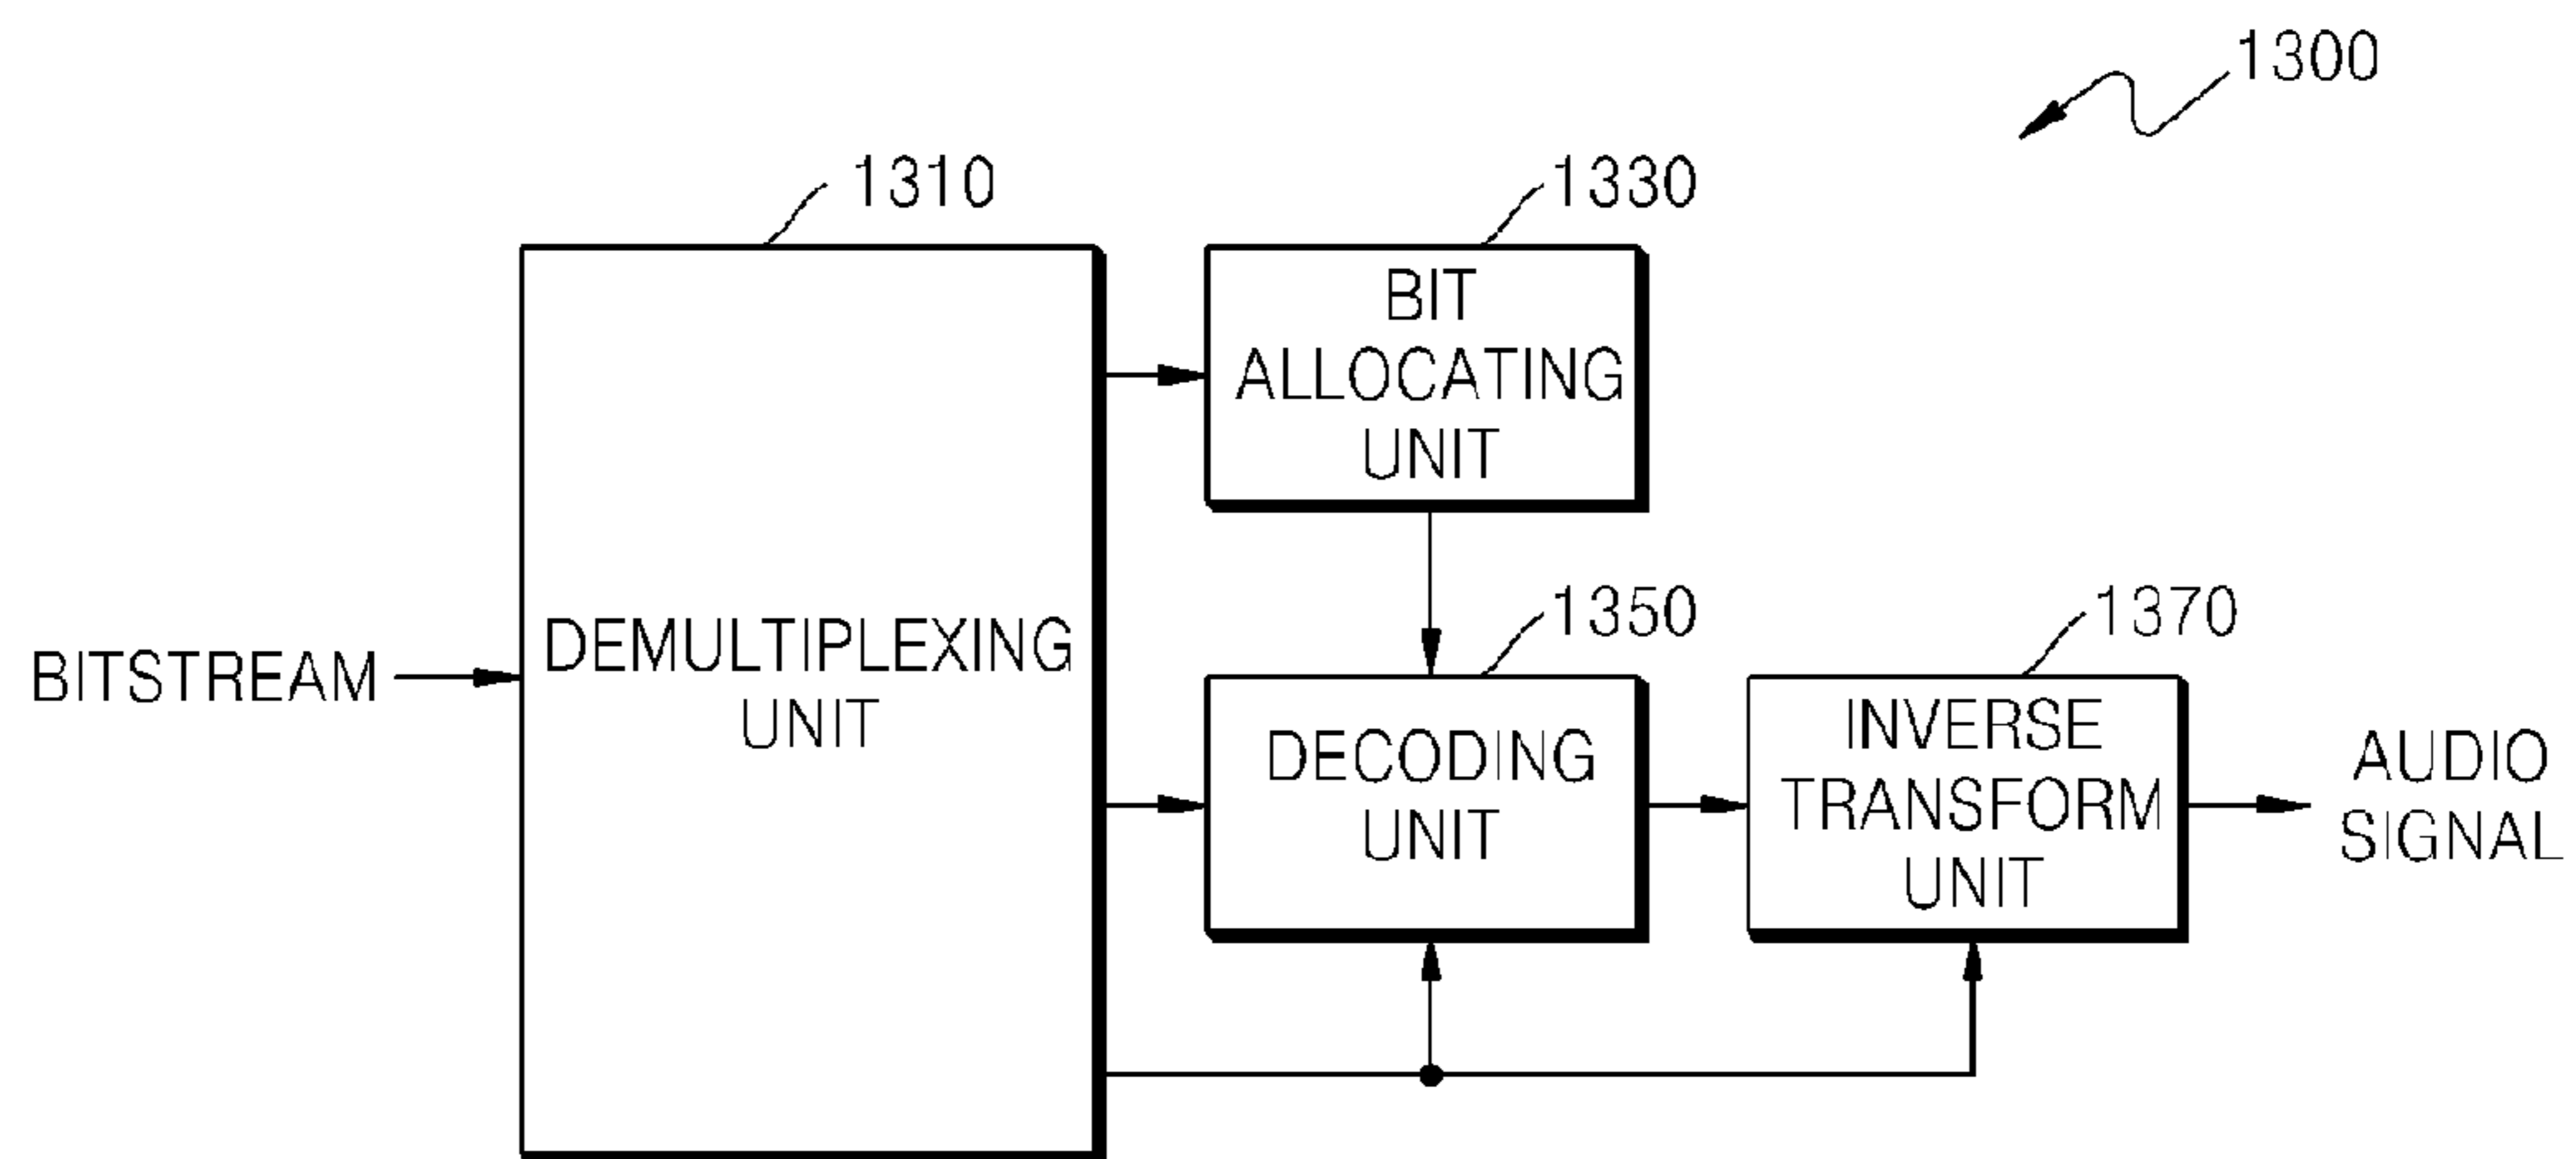 1300
1310
1330
BIT
ALLOCATING
UNIT
1350
1370
BITSTREAM
DEMULTIPLEXING
UNIT
DECODING
UNIT
INVERSE
TRANSFORM
UNIT
AUDIO
SIGNAL